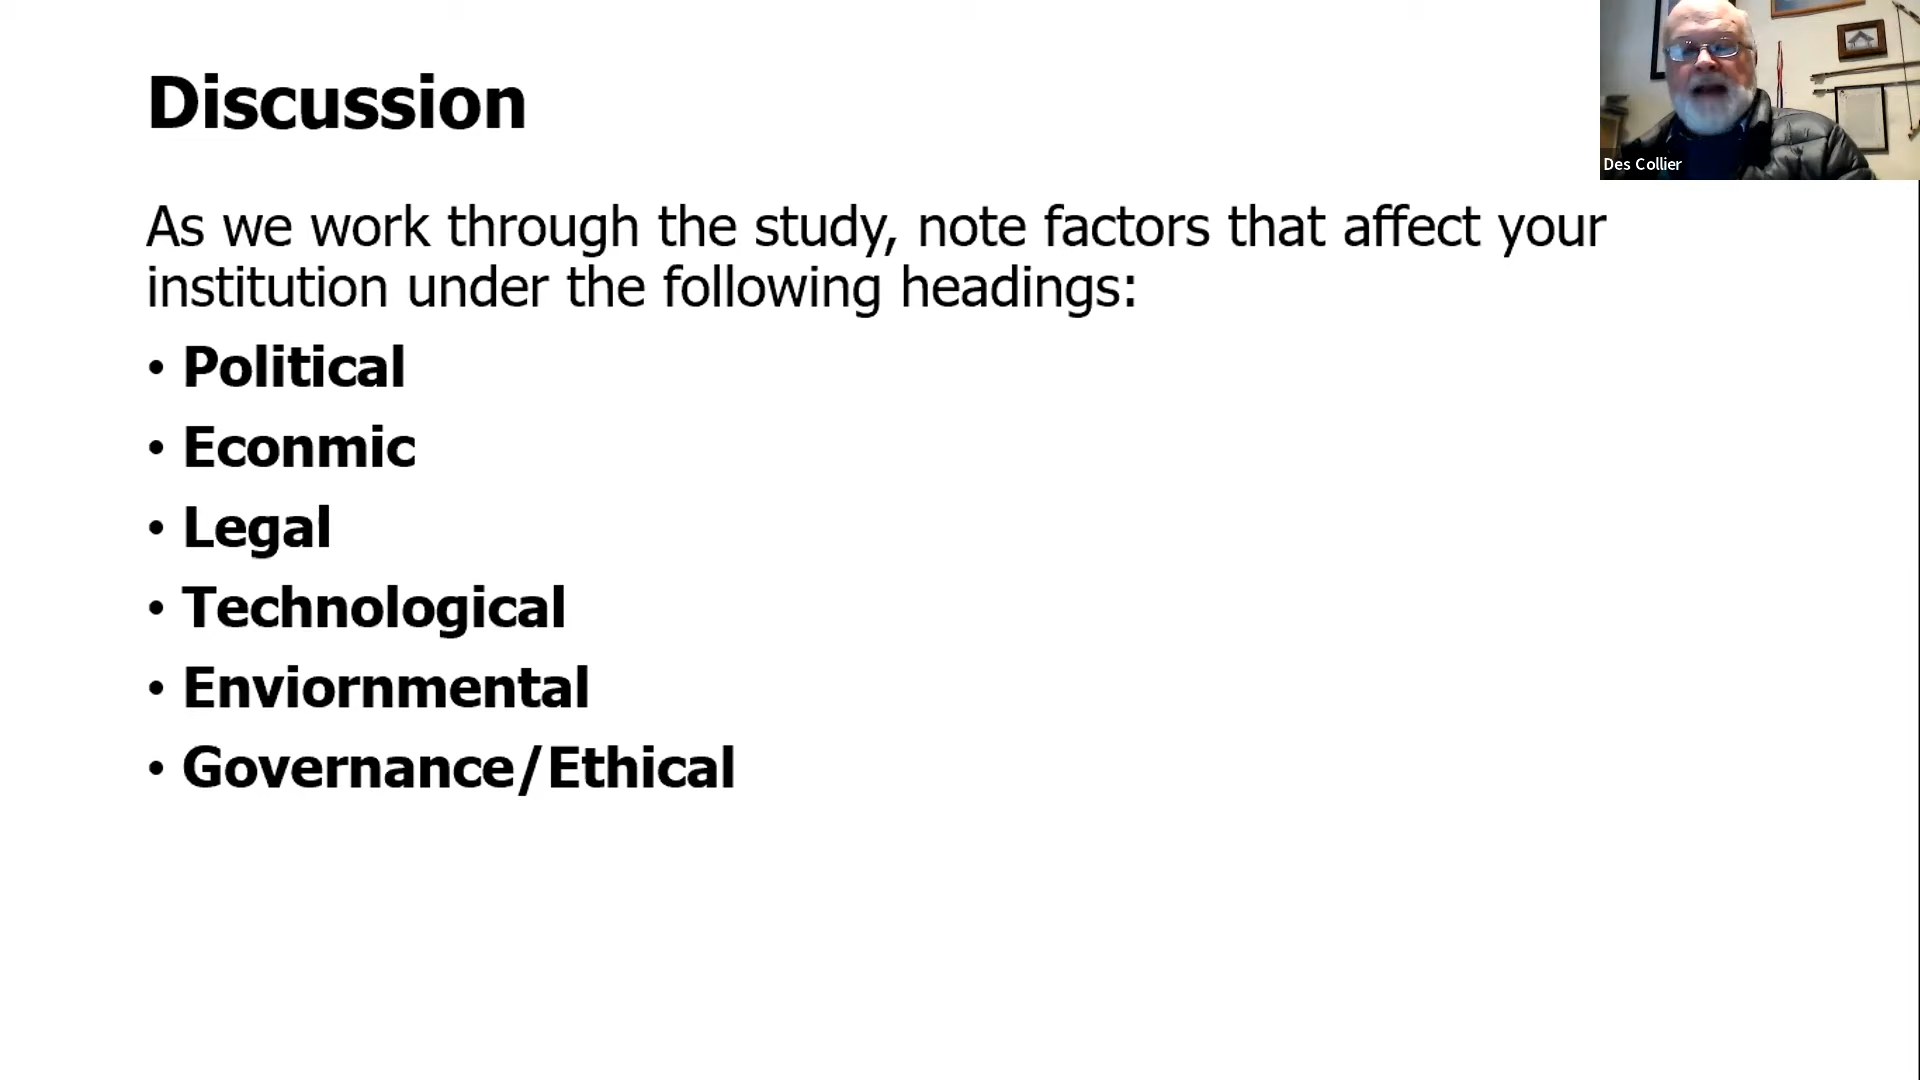 Discussion
Des Collier
As we work through the study, note factors that affect your
institution under the following headings:
• Political
• Econmic
• Legal
• Technological
• Enviornmental
• Governance/Ethical